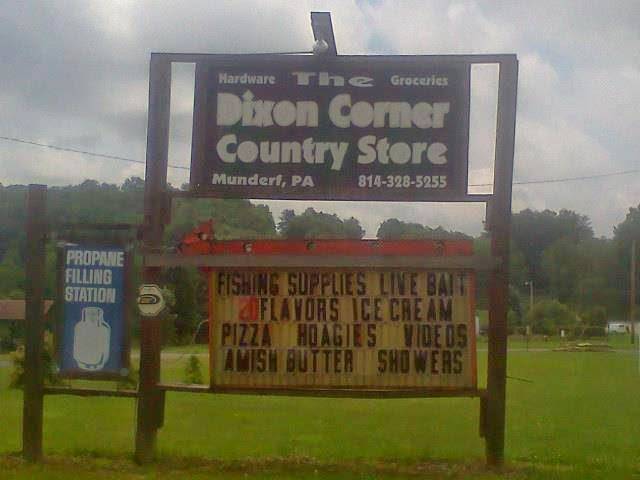 Hardware The Groceries
Dixon Corner
Country Store
Munderf, PA 814-328-5255
PROPANE
FILLING
STATION
FISHING SUPPLIES LIVE BAIT
FLAVORS ICE CREAM
PIZZA HOAGIES VIDEOS
AMISH BUTTER SHOWERS